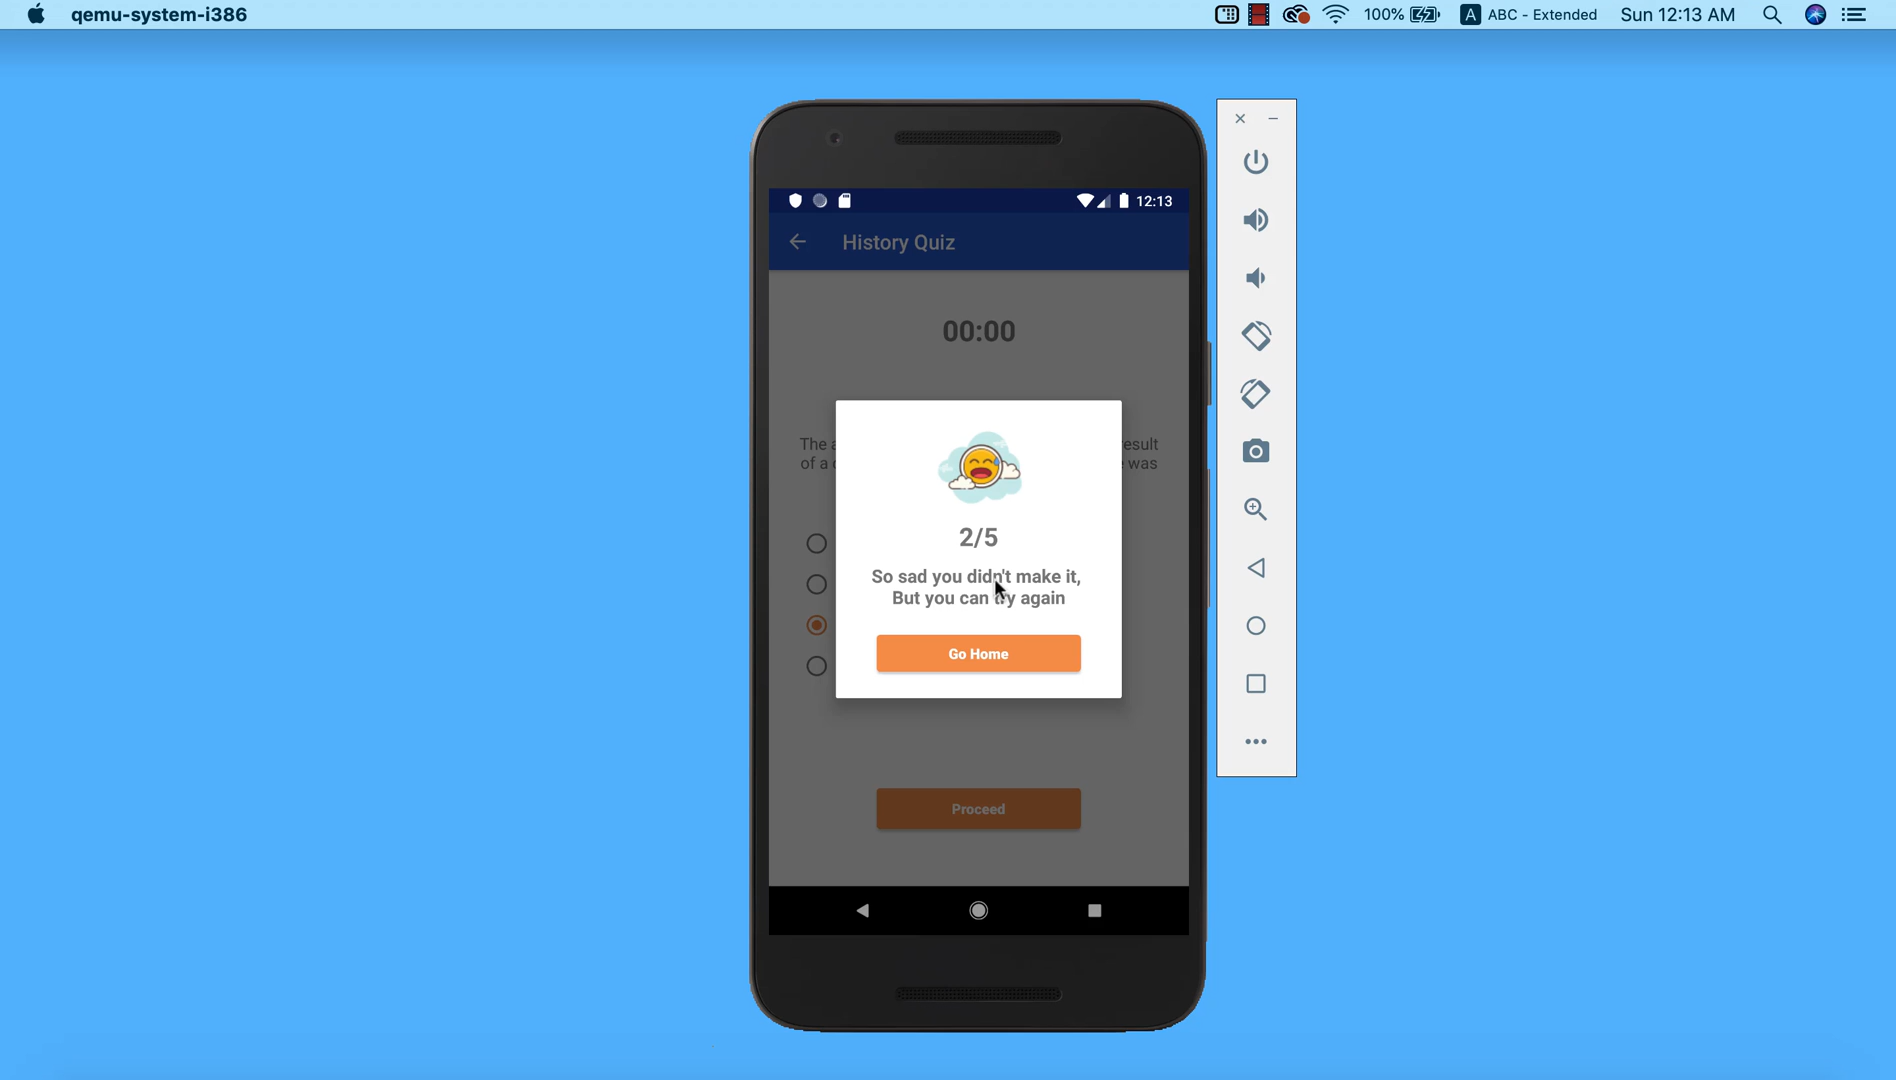 qemu-system-i386
100%
A ABC - Extended
Sun 12:13 AM
12:13
History Quiz
00:00
The
result
of a
was
2/5
So sad you didn't make it,
But you can try again
Go Home
Proceed